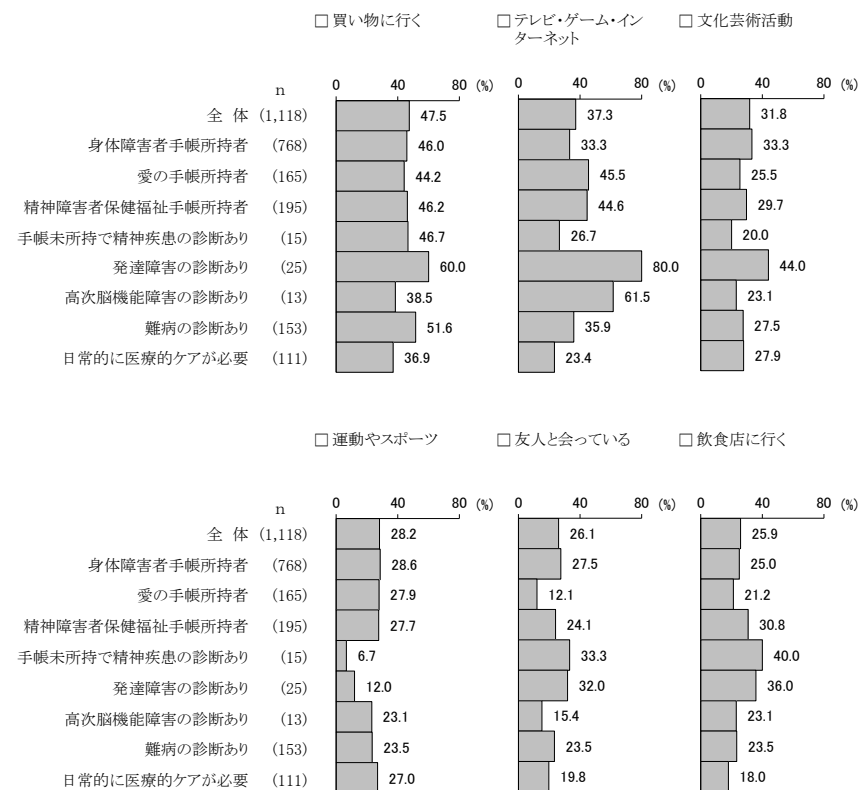 □ 買い物に行く □ テレビ・ゲーム・イン □ 文化芸術活動
ターネット
n 0 40 80 (%) 0 40 80 (%) 0 40 80 (%)
全 体 (1,118) 47.5 37.3 31.8
身体障害者手帳所持者 (768) 46.0 33.3 33.3
愛の手帳所持者 (165) 44.2 45.5 25.5
精神障害者保健福祉手帳所持者 (195) 46.2 44.6 29.7
手帳未所持で精神疾患の診断あり (15) 46.7 26.7 20.0
発達障害の診断あり (25) 60.0 80.0 44.0
高次脳機能障害の診断あり (13) 38.5 61.5 23.1
難病の診断あり (153) 51.6 35.9 27.5
日常的に医療的ケアが必要 (111) 36.9 23.4 27.9
□ 運動やスポーツ □ 友人と会っている □ 飲食店に行く
n 0 40 80 (%) 0 40 80 (%) 0 40 80 (%)
全 体 (1,118) 28.2 26.1 25.9
身体障害者手帳所持者 (768) 28.6 27.5 25.0
愛の手帳所持者 (165) 27.9 12.1 21.2
精神障害者保健福祉手帳所持者 (195) 27.7 24.1 30.8
手帳未所持で精神疾患の診断あり (15) 6.7 33.3 40.0
発達障害の診断あり (25) 12.0 32.0 36.0
高次脳機能障害の診断あり (13) 23.1 15.4 23.1
難病の診断あり (153) 23.5 23.5 23.5
日常的に医療的ケアが必要 (111) 27.0 19.8 18.0